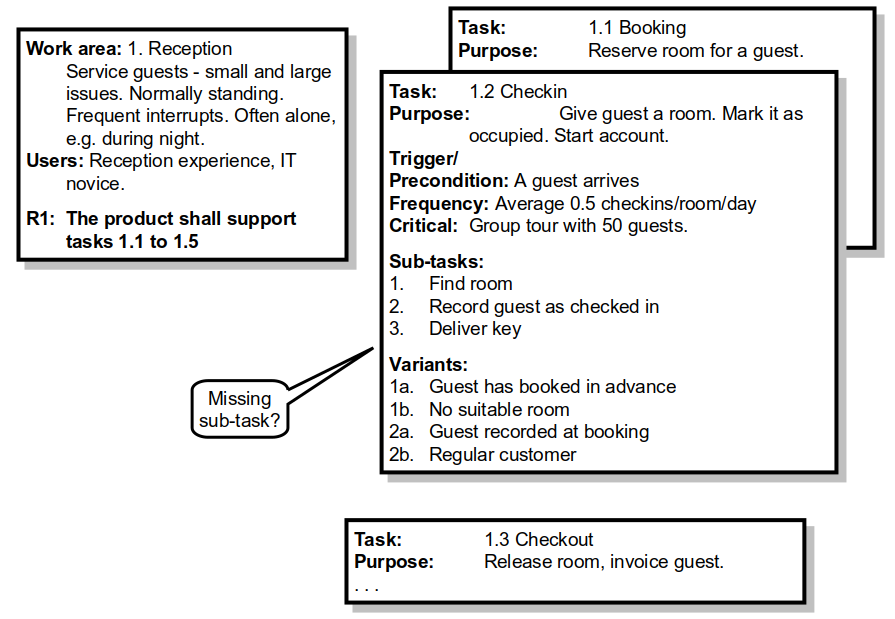 Work area: 1. Reception
Service guests - small and large
issues. Normally standing.
Frequent interrupts. Often alone,
e.g. during night.
Users: Reception experience, IT
novice.
R1: The product shall support
tasks 1.1 to 1.5
Task: 1.1 Booking
Purpose: Reserve room for a guest.
Task: 1.2 Checkin
Purpose: Give guest a room. Mark it as
occupied. Start account.
Trigger/
Precondition: A guest arrives
Frequency: Average 0.5 checkins/room/day
Critical: Group tour with 50 guests.
Sub-tasks:
1. Find room
2. Record guest as checked in
3. Deliver key
Variants:
1a. Guest has booked in advance
1b. No suitable room
2a. Guest recorded at booking
2b. Regular customer
Missing
sub-task?
Task: 1.3 Checkout
Purpose: Release room, invoice guest.
. . .